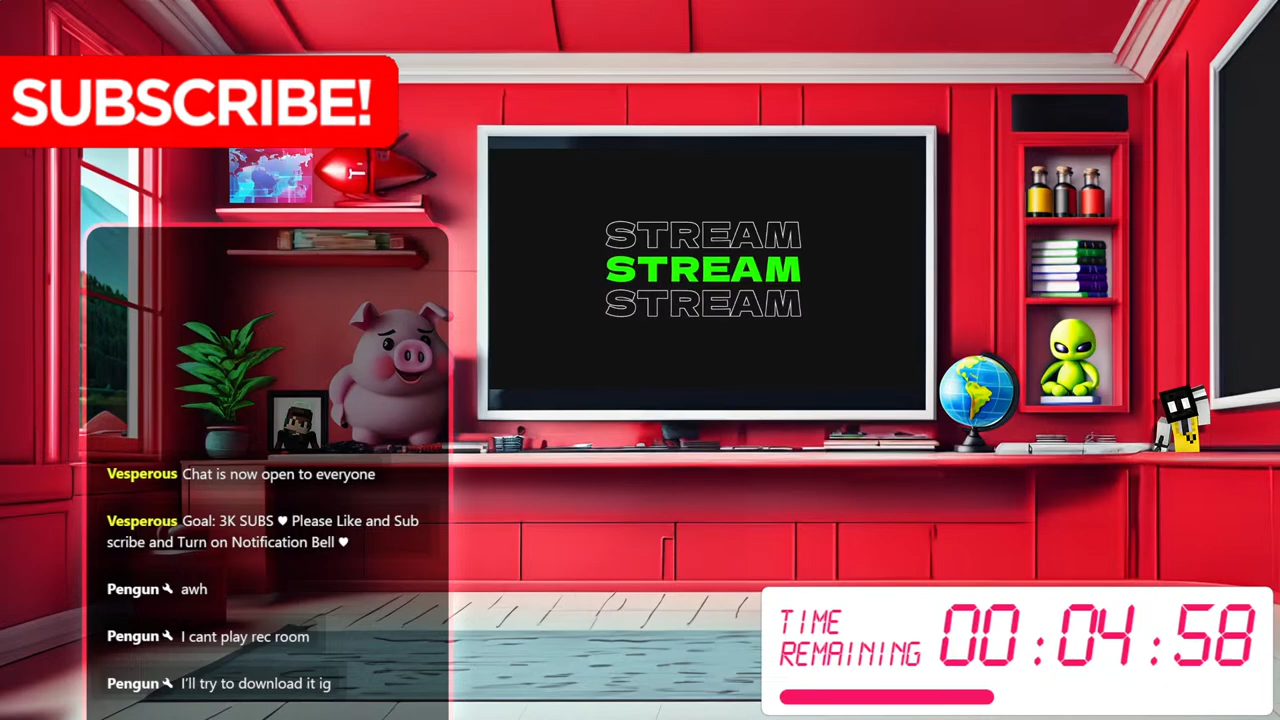 SUBSCRIBE!
T
STREAM
STREAM
STREAM
Vesperous Chat is now open to everyone
Vesperous Goal: 3K SUBS ♥ Please Like and Sub
scribe and Turn on Notification Bell ♥
Pengun awh
Pengun I cant play rec room
Pengun I'll try to download it ig
TIME
REMAINING
00:04:58